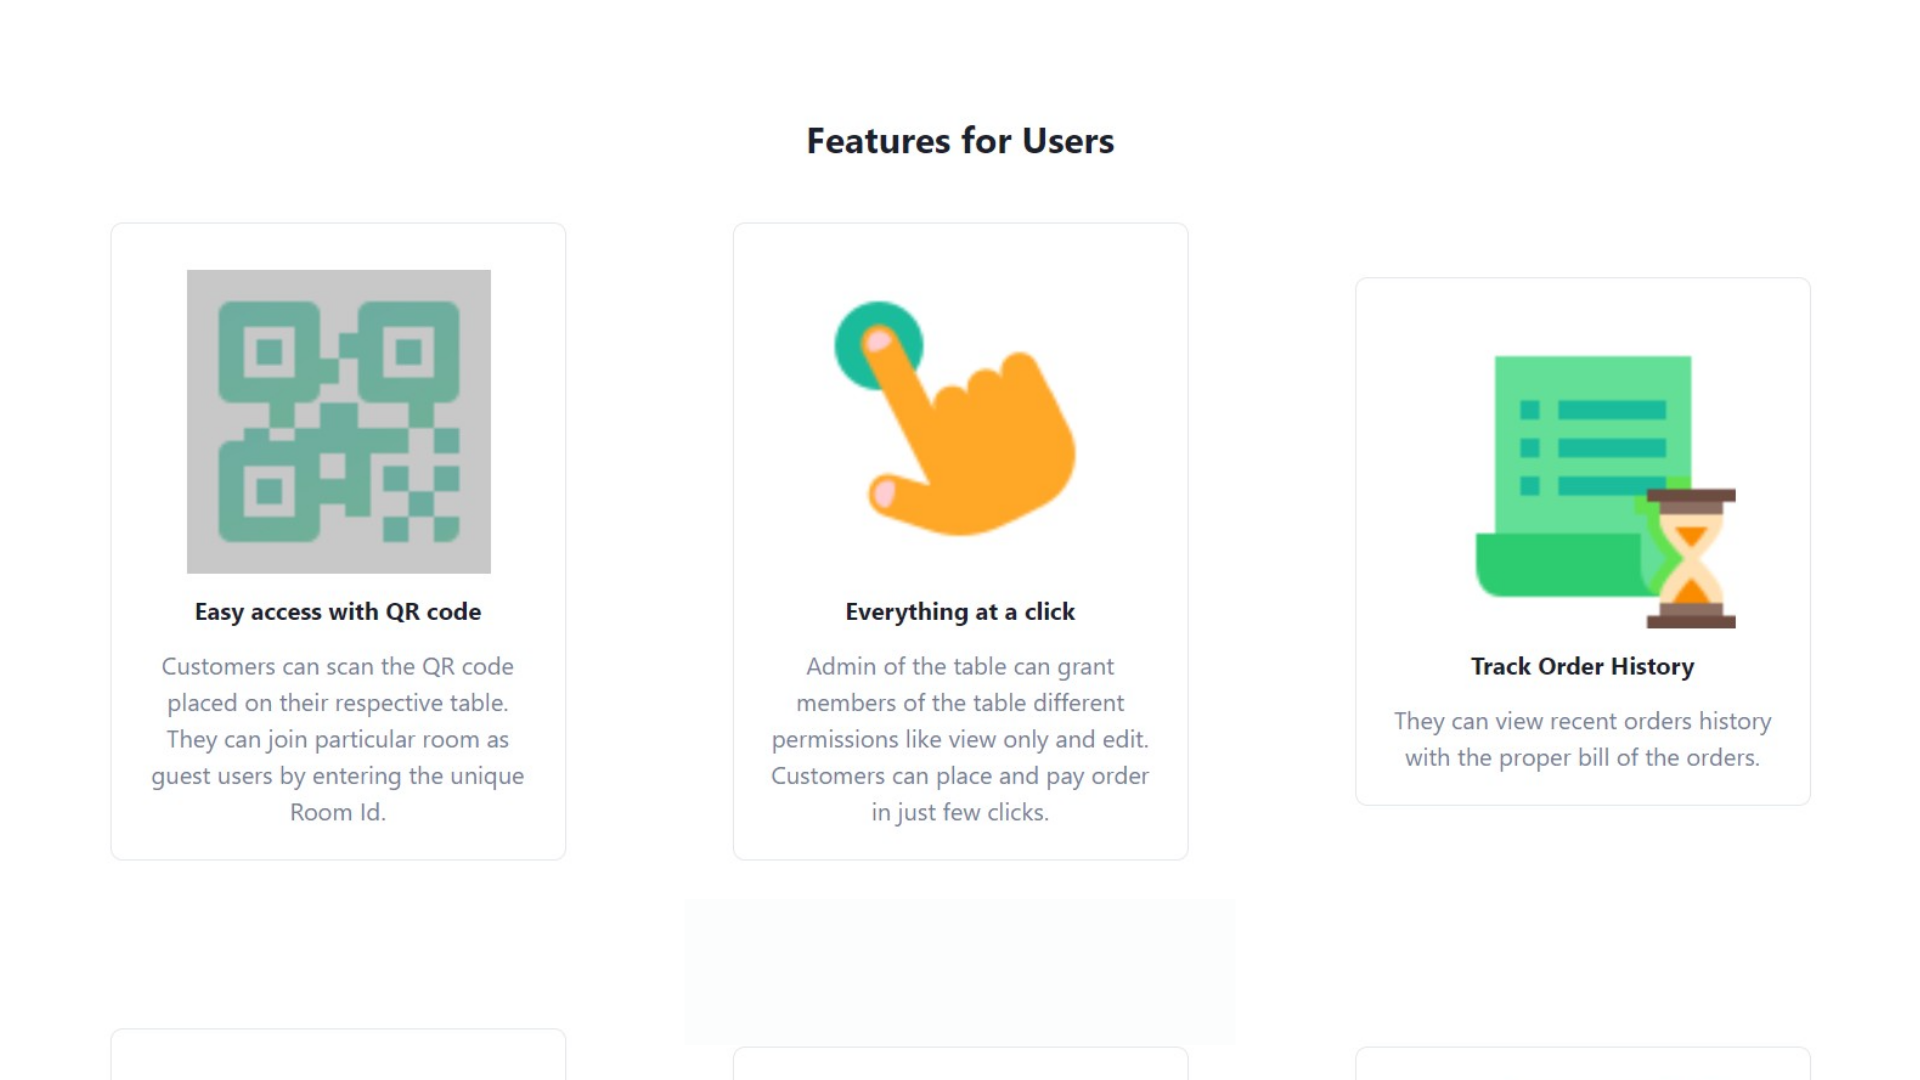 Features for Users
Easy access with QR code
Customers can scan the QR code
placed on their respective table.
They can join particular room as
guest users by entering the unique
Room Id.
Everything at a click
Admin of the table can grant
members of the table different
permissions like view only and edit.
Customers can place and pay order
in just few clicks.
Track Order History
They can view recent orders history
with the proper bill of the orders.